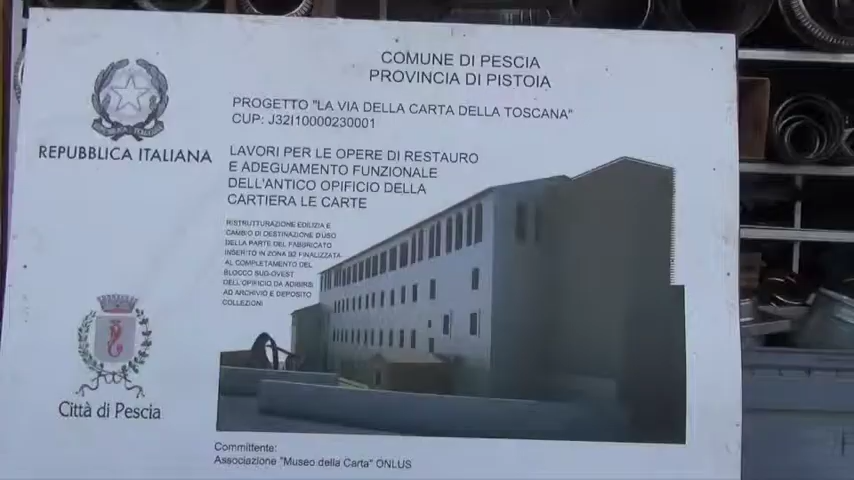 COMUNE DI PESCIA
PROVINCIA DI PISTOIA
PROGETTO "LA VIA DELLA CARTA DELLA TOSCANA"
CUP: J32I10000230001
REPUBBLICA ITALIANA
LAVORI PER LE OPERE DI RESTAURO
E ADEGUAMENTO FUNZIONALE
DELL'ANTICO OPIFICIO DELLA
CARTIERA LE CARTE
RISTRUTTURAZIONE EDILIZIA E
CAMBIO DI DESTINAZIONE D'USO
DELLA PARTE DEL FABBRICATO
INSERITO IN ZONA B2 FINALIZZATA
AL COMPLETAMENTO DEL
BLOCCO SUD-OVEST
DELL'OPIFICIO DA ADIBIRSI
AD ARCHIVIO E DEPOSITO
COLLEZIONI
Città di Pescia
Committente:
Associazione "Museo della Carta" ONLUS